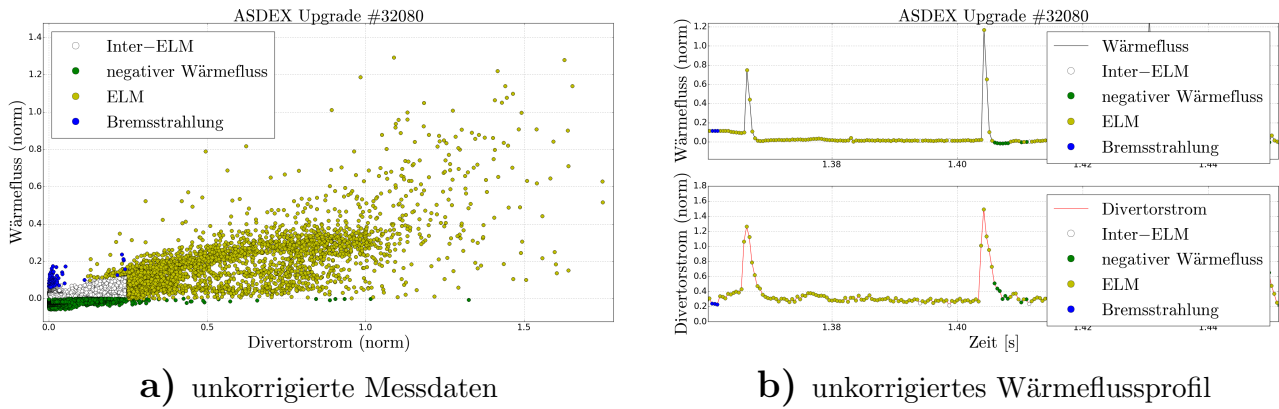 ASDEX Upgrade #32080
Wärmefluss (norm)
1.4
1.2
1.0
0.8
0.6
0.4
0.2
0.0
Inter−ELM
negativer Wärmefluss
ELM
Bremsstrahlung
0.0 0.5 1.0 1.5
Divertorstrom (norm)
a) unkorrigierte Messdaten
ASDEX Upgrade #32080
Wärmefluss (norm)
1.2
1.0
0.8
0.6
0.4
0.2
0.0
Wärmefluss
Inter−ELM
negativer Wärmefluss
ELM
Bremsstrahlung
1.38 1.40 1.42 1.44
Divertorstrom (norm)
1.8
1.6
1.4
1.2
1.0
0.8
0.6
0.4
0.2
0.0
Divertorstrom
Inter−ELM
negativer Wärmefluss
ELM
Bremsstrahlung
1.38 1.40 1.42 1.44
Zeit [s]
b) unkorrigiertes Wärmeflussprofil